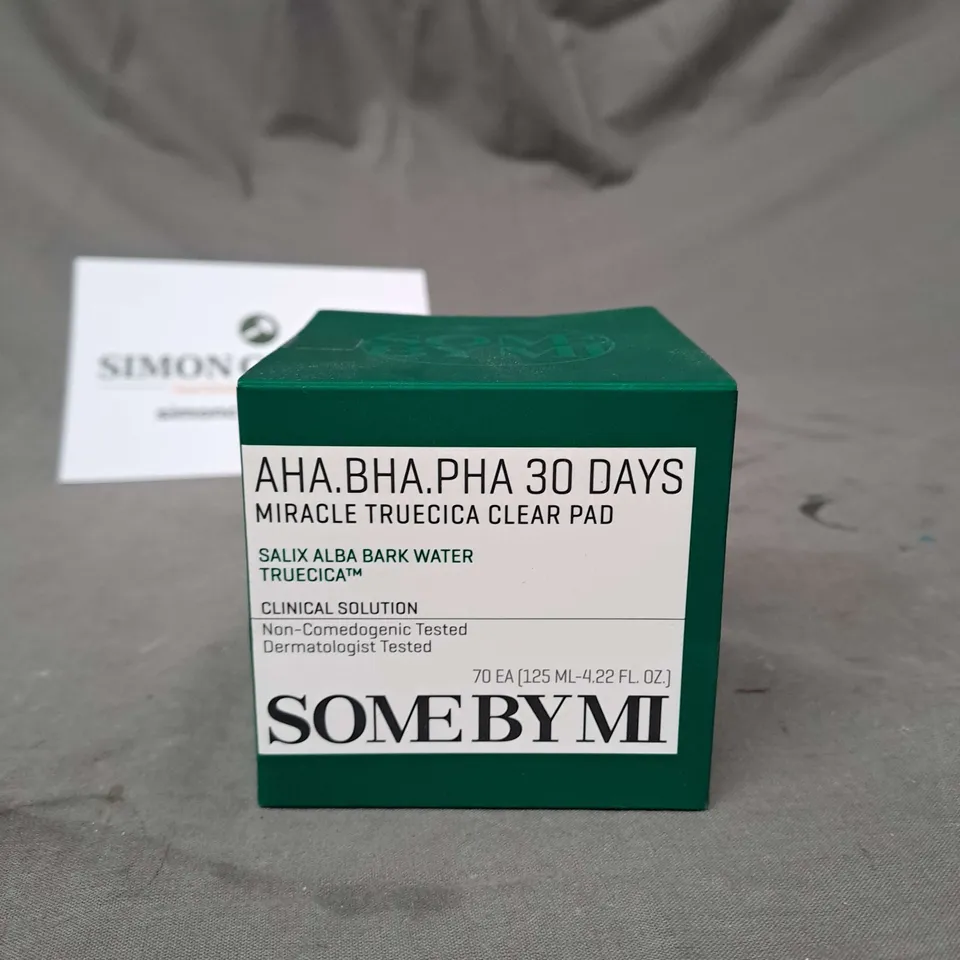 SIMON
AHA.BHA.PHA 30 DAYS
MIRACLE TRUECICA CLEAR PAD
SALIX ALBA BARK WATER
TRUECICA™
CLINICAL SOLUTION
Non-Comedogenic Tested
Dermatologist Tested
70 EA [125 ML-4.22 FL. OZ.]
SOME BY MI